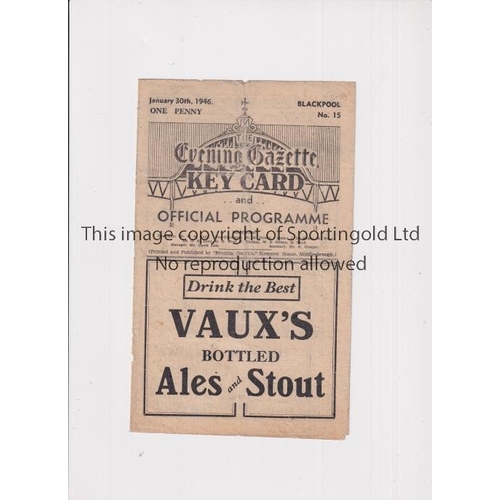 January 30th, 1946.
ONE PENNY
BLACKPOOL
No. 15
THE
Evening Gazette
KEY CARD
.. and ..
OFFICIAL PROGRAMME
This image copyright of Sportingold Ltd
No reproduction allowed
Drink the Best
VAUX'S
BOTTLED
Ales and Stout